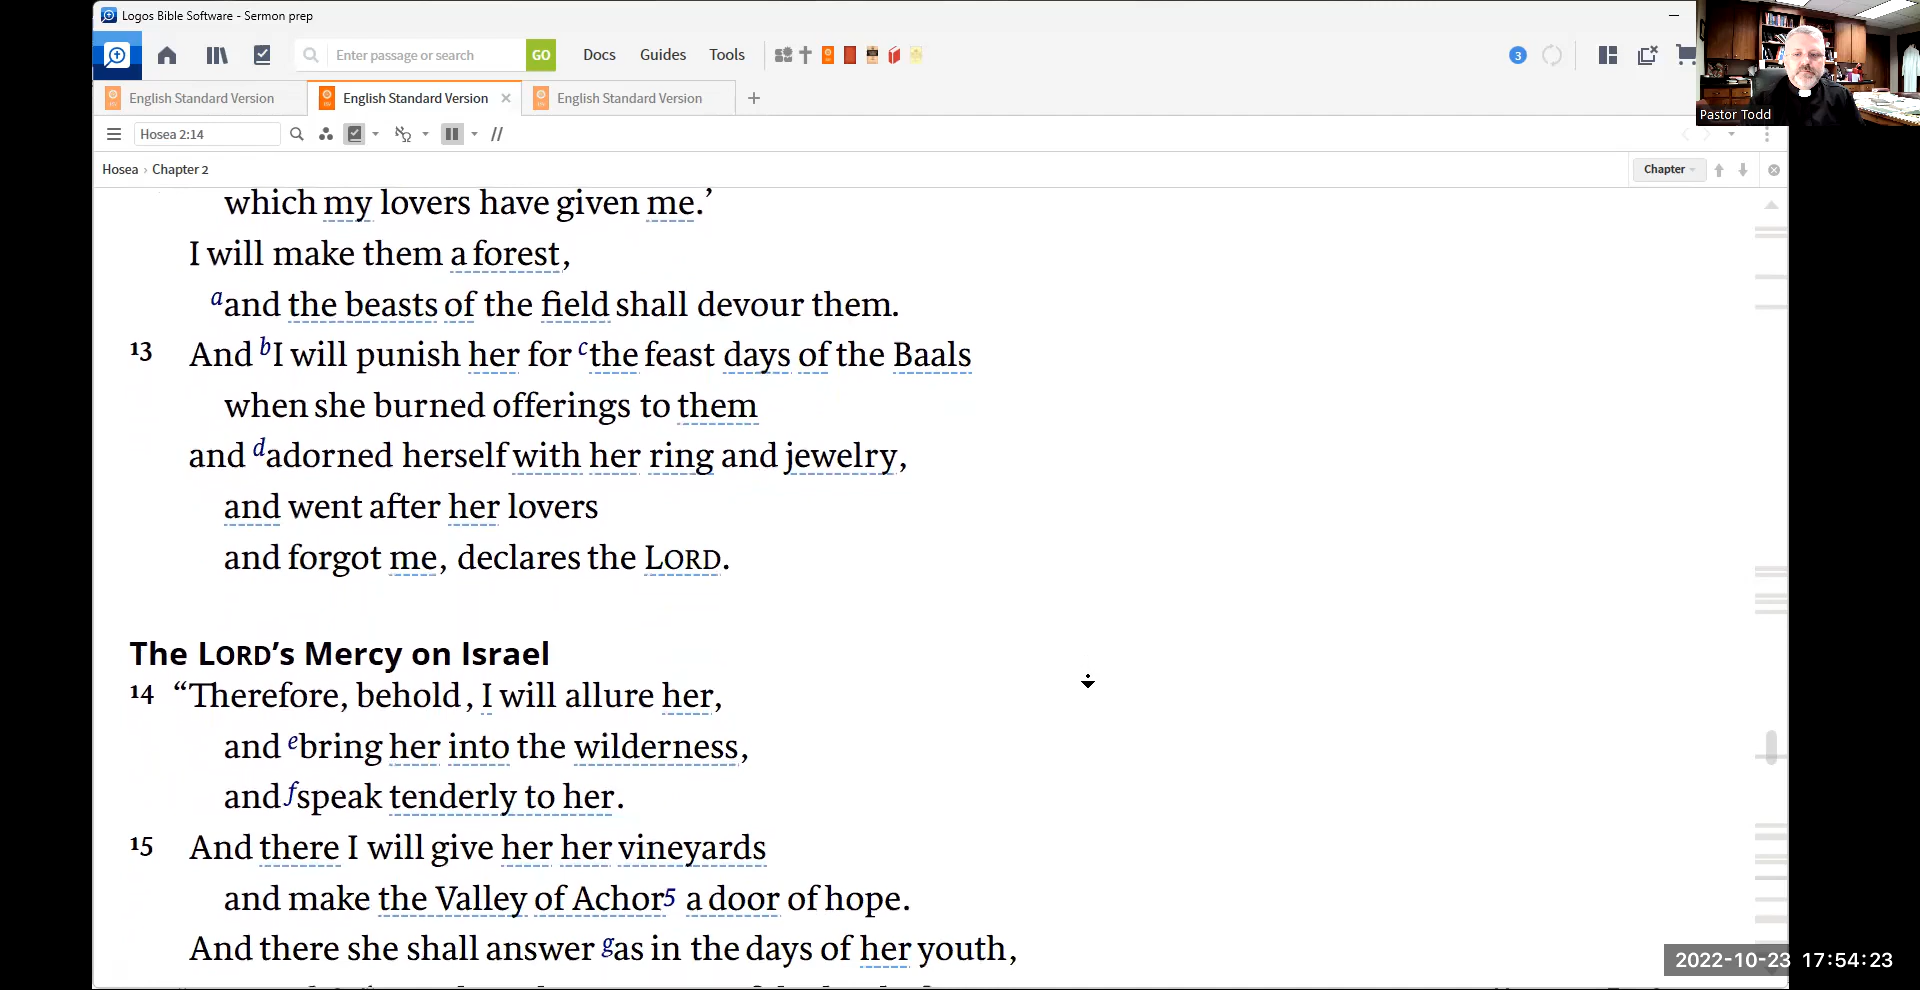 Logos Bible Software - Sermon prep
Enter passage or search GO Docs Guides Tools 3
English Standard Version English Standard Version English Standard Version
Hosea 2:14
Pastor Todd
Hosea › Chapter 2 Chapter
which my lovers have given me.’
I will make them a forest,
a and the beasts of the field shall devour them.
13 And b I will punish her for c the feast days of the Baals
when she burned offerings to them
and d adorned herself with her ring and jewelry,
and went after her lovers
and forgot me, declares the LORD.
The LORD’s Mercy on Israel
14 “Therefore, behold, I will allure her,
and e bring her into the wilderness,
and f speak tenderly to her.
15 And there I will give her her vineyards
and make the Valley of Achor5 a door of hope.
And there she shall answer g as in the days of her youth,
2022-10-23 17:54:23